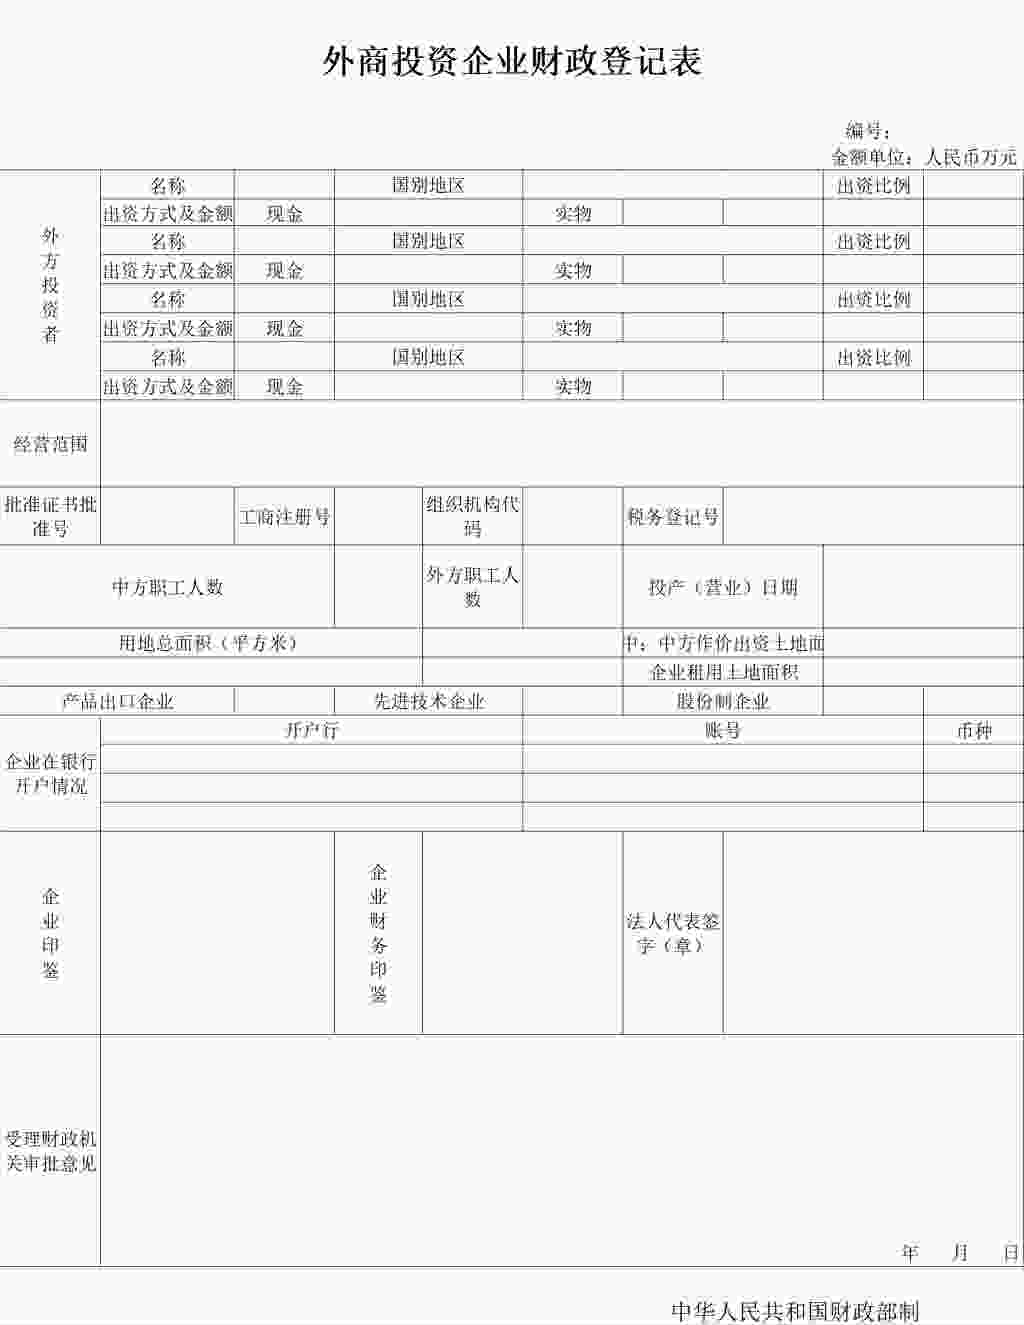 外商投资企业财政登记表
编号：
金额单位：人民币万元
外方投资者
名称 国别地区 出资比例
出资方式及金额 现金 实物
名称 国别地区 出资比例
出资方式及金额 现金 实物
名称 国别地区 出资比例
出资方式及金额 现金 实物
名称 国别地区 出资比例
出资方式及金额 现金 实物
经营范围
批准证书批准号 工商注册号 组织机构代码 税务登记号
中方职工人数 外方职工人数 投产（营业）日期
用地总面积（平方米） 中：中方作价出资土地面
企业租用土地面积
产品出口企业 先进技术企业 股份制企业
企业在银行开户情况
开户行 账号 币种
企业印鉴 企业财务印鉴 法人代表签字（章）
受理财政机关审批意见
年 月 日
中华人民共和国财政部制